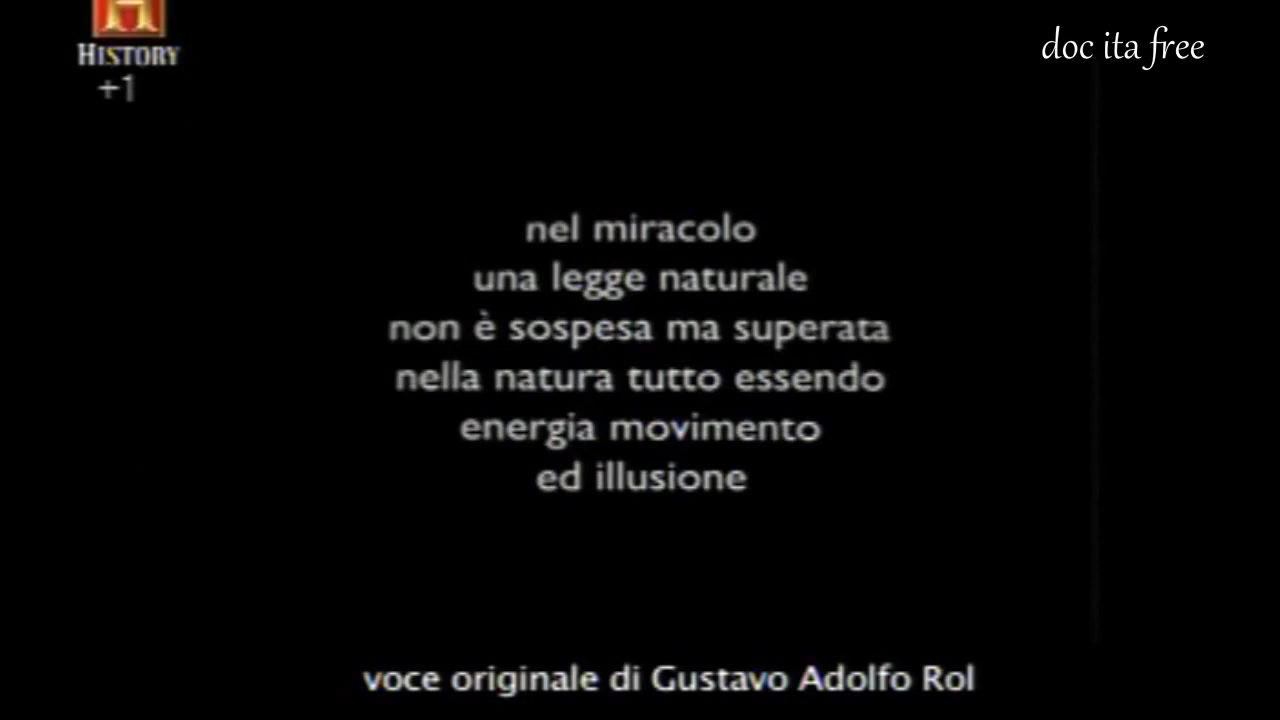 HISTORY
+1
doc ita free
nel miracolo
una legge naturale
non è sospesa ma superata
nella natura tutto essendo
energia movimento
ed illusione
voce originale di Gustavo Adolfo Rol